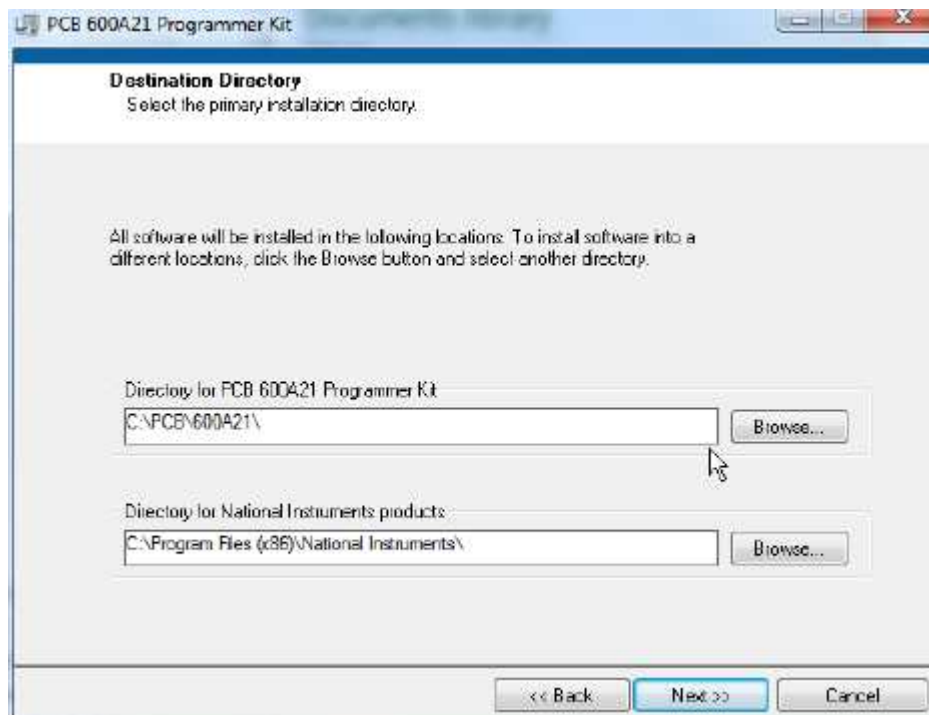 PCB 600A21 Programmer Kit
Documents library
Destination Directory
Select the primary installation directory.
All software will be installed in the following locations. To install software into a
different locations, click the Browse button and select another directory.
Directory for PCB 600A21 Programmer Kit
C:\PCB\600A21\
Browse...
Directory for National Instruments products
C:\Program Files (x86)\National Instruments\
Browse...
<< Back
Next >>
Cancel